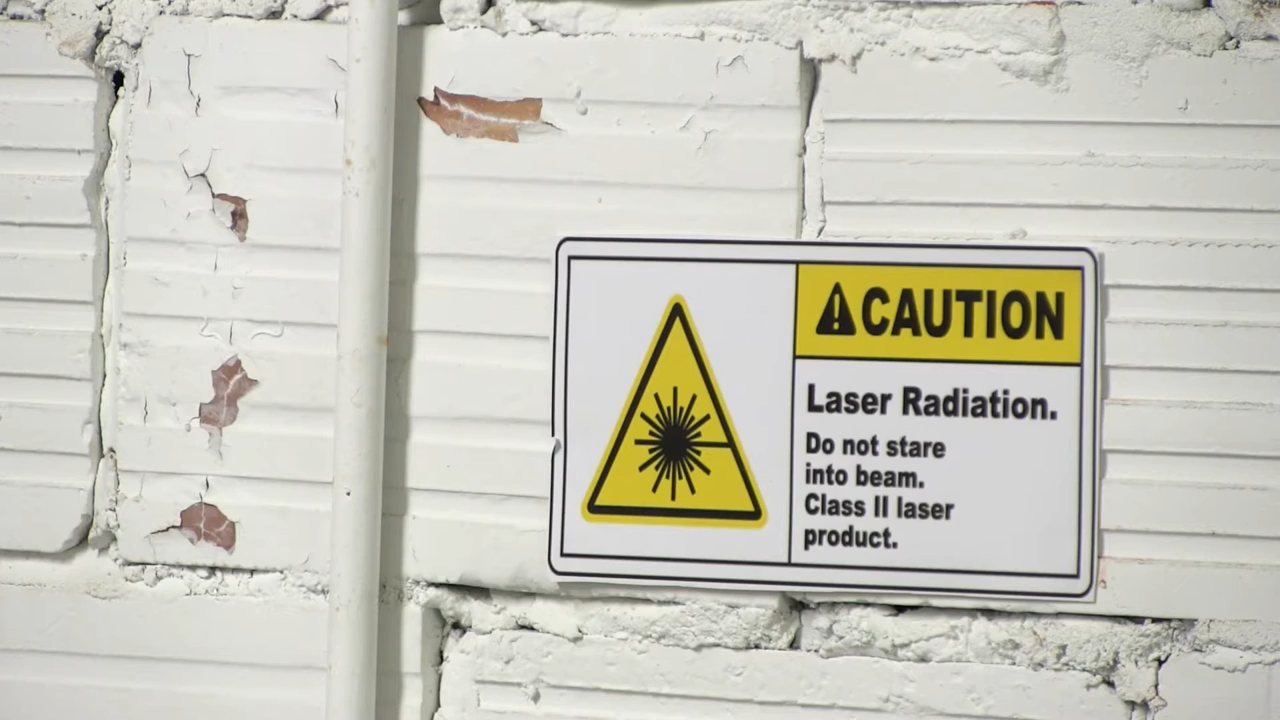 CAUTION
Laser Radiation.
Do not stare
into beam.
Class II laser
product.